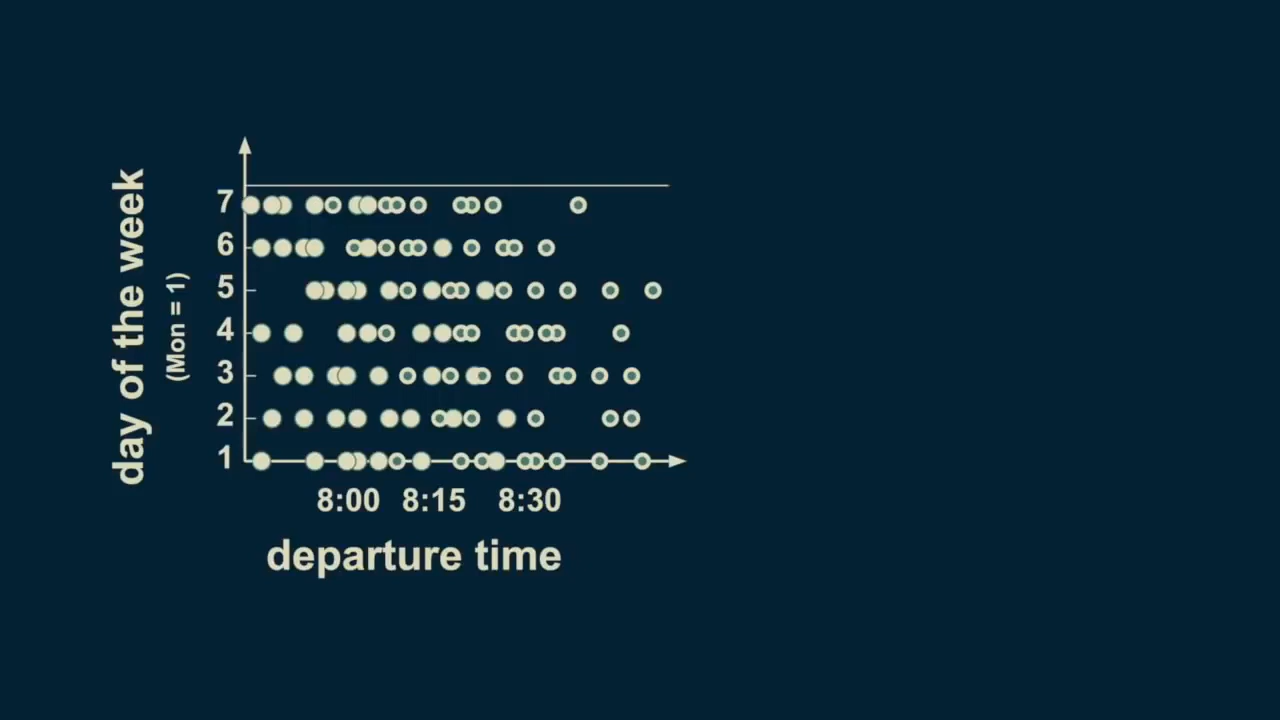 day of the week
(Mon = 1)
7
6
5
4
3
2
1
8:00 8:15 8:30
departure time